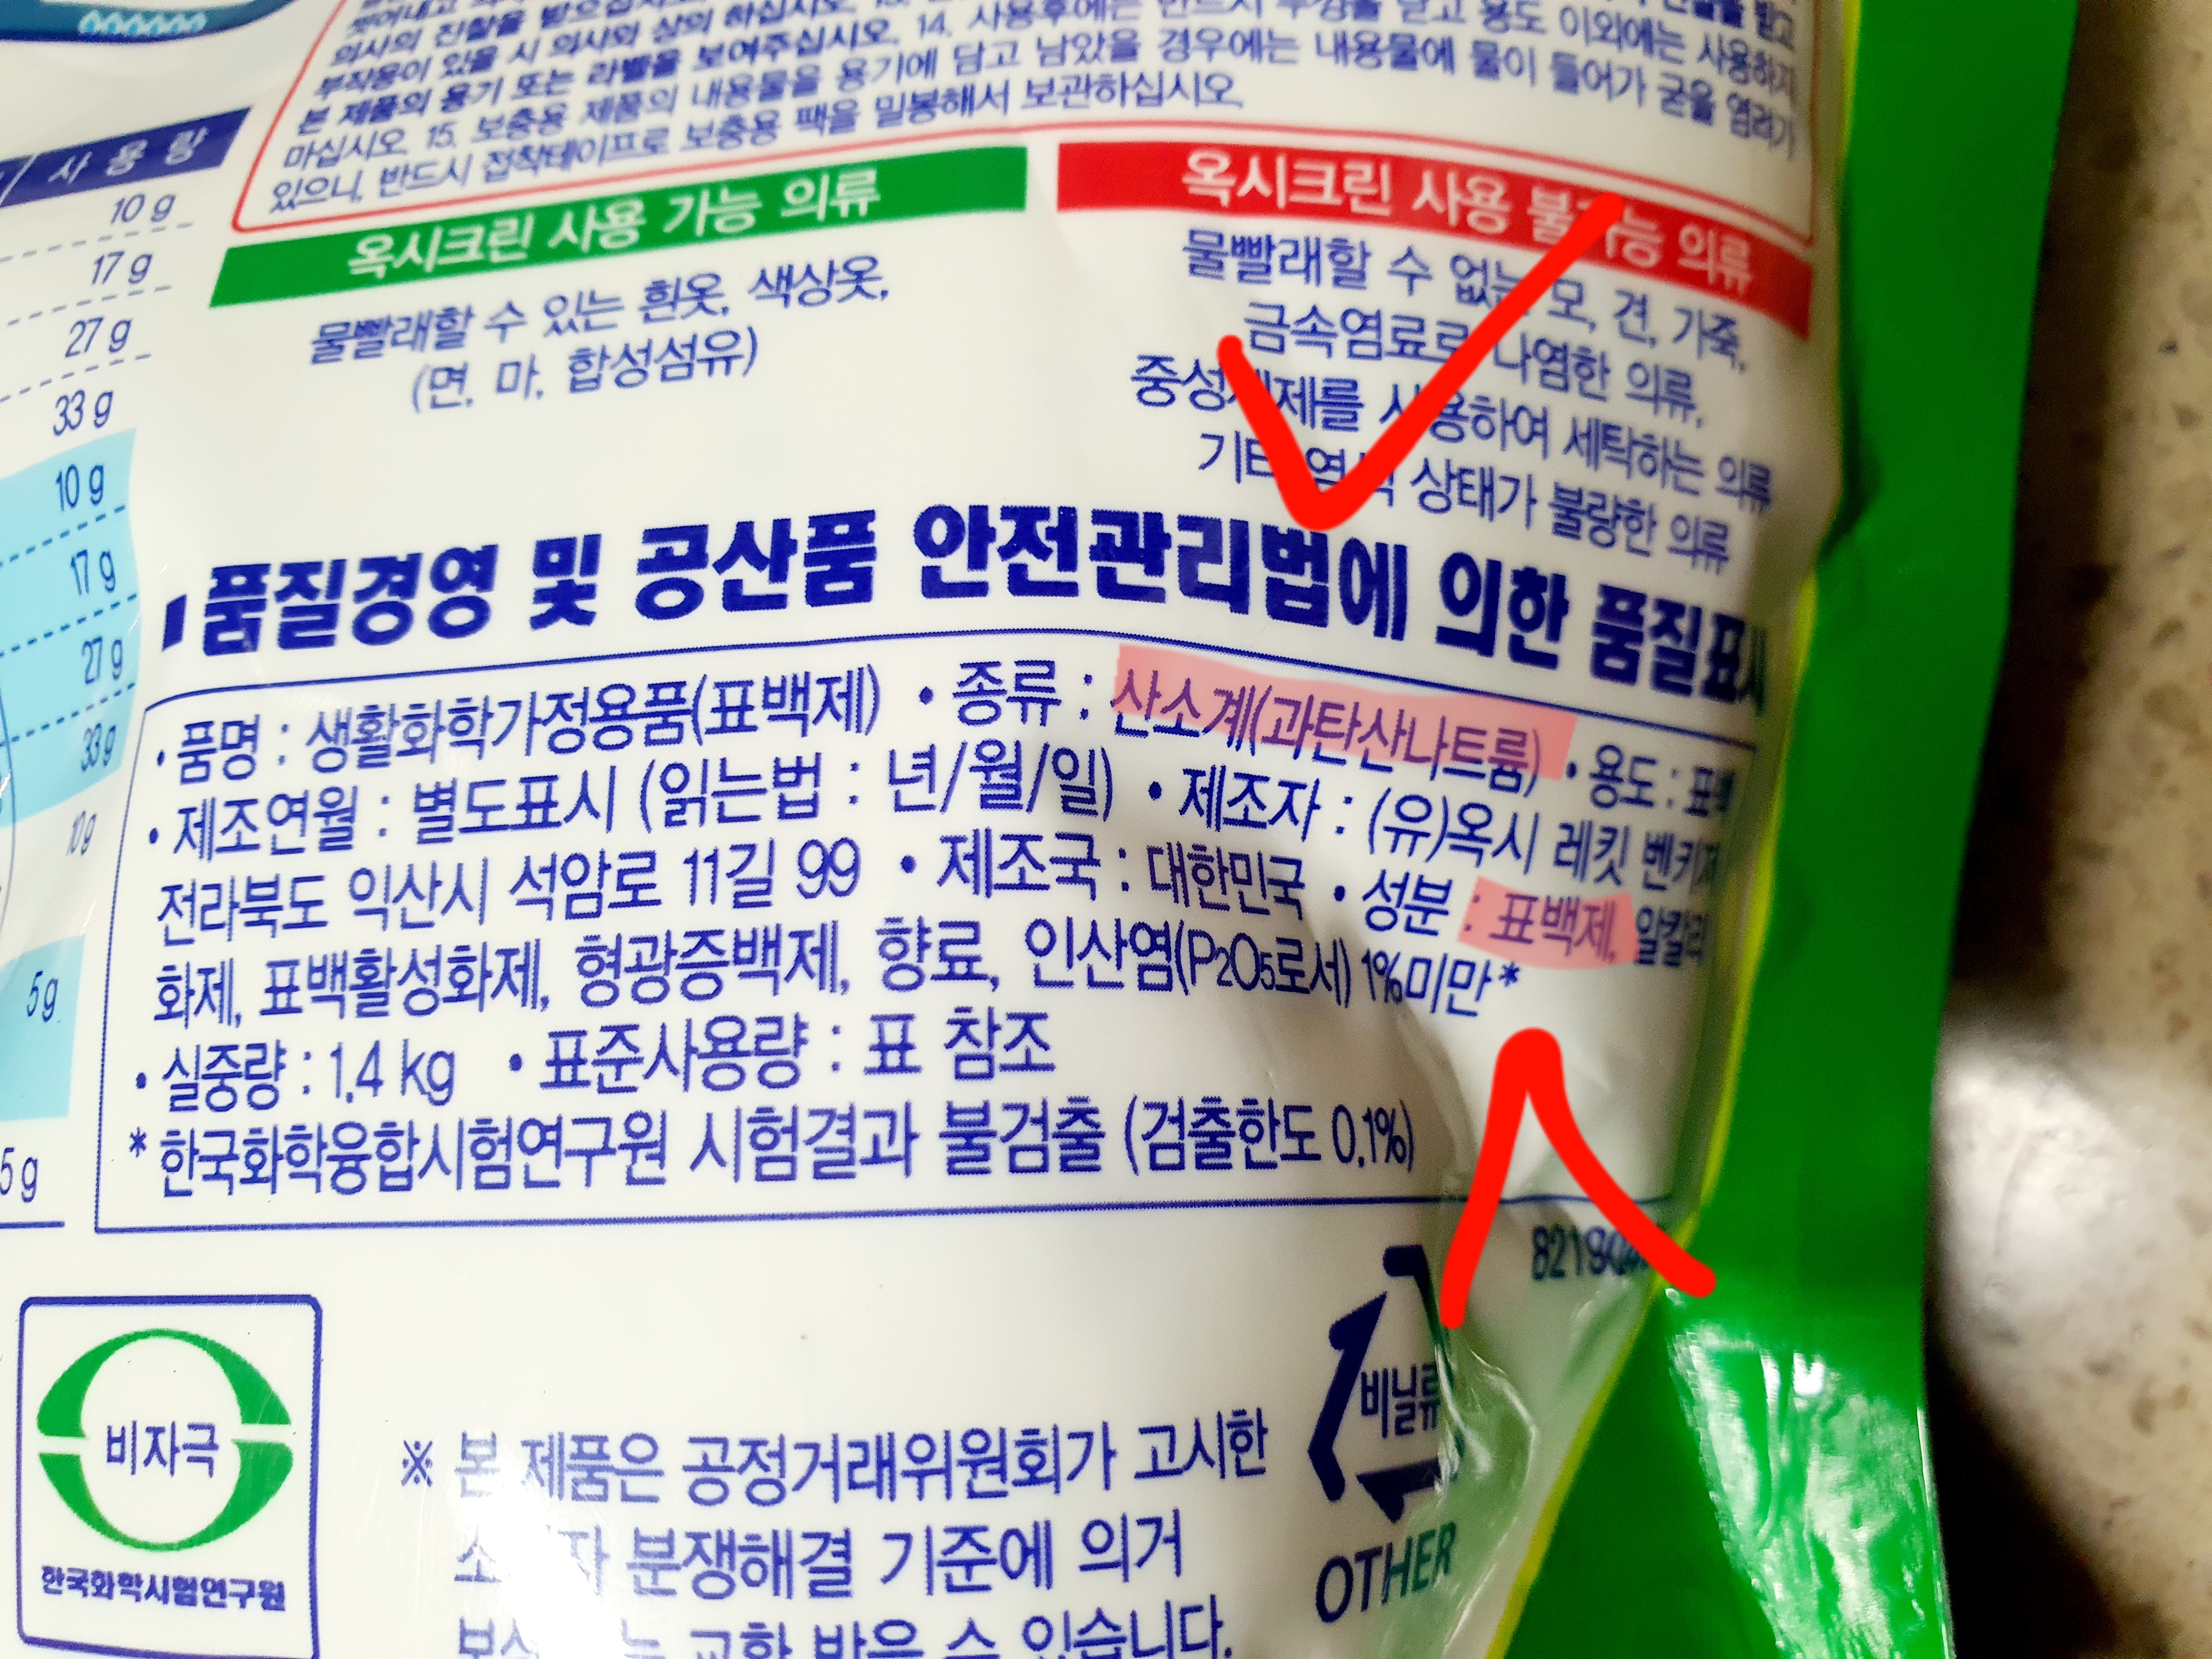 의사의 진찰을 받으십시오
부작용이 있을 시 의사와 상의 하십시오
본 제품의 용기 또는 라벨을 보여주십시오. 14. 사용후에는 반드시 뚜껑을 닫고 용도 이외에는 사용하지
마십시오 15. 보충용 제품의 내용물을 용기에 담고 남았을 경우에는 내용물에 물이 들어가 굳을 염려가
있으니, 반드시 접착테이프로 보충용 팩을 밀봉해서 보관하십시오.
사용량
10 g
17 g
27 g
33 g
10 g
17 g
27 g
33 g
10 g
5 g
5 g
옥시크린 사용 가능 의류
물빨래할 수 있는 흰옷, 색상옷,
(면, 마, 합성섬유)
옥시크린 사용 불가능 의류
물빨래할 수 없는 모, 견, 가죽,
금속염료로 나염한 의류,
중성세제를 사용하여 세탁하는 의류
기타 염색 상태가 불량한 의류
품질경영 및 공산품 안전관리법에 의한 품질표시
• 품명 : 생활화학가정용품(표백제) • 종류 : 산소계(과탄산나트륨) • 용도 : 표백
• 제조연월 : 별도표시 (읽는법 : 년/월/일) • 제조자 : (유)옥시 레킷 벤키저
전라북도 익산시 석암로 11길 99 • 제조국 : 대한민국 • 성분 : 표백제, 알칼리
화제, 표백활성화제, 형광증백제, 향료, 인산염(P2O5로서) 1%미만*
• 실중량 : 1.4 kg • 표준사용량 : 표 참조
* 한국화학융합시험연구원 시험결과 불검출 (검출한도 0.1%)
비자극
한국화학시험연구원
※ 본 제품은 공정거래위원회가 고시한
분쟁해결 기준에 의거
교환 받을 수 있습니다.
비닐류
OTHER